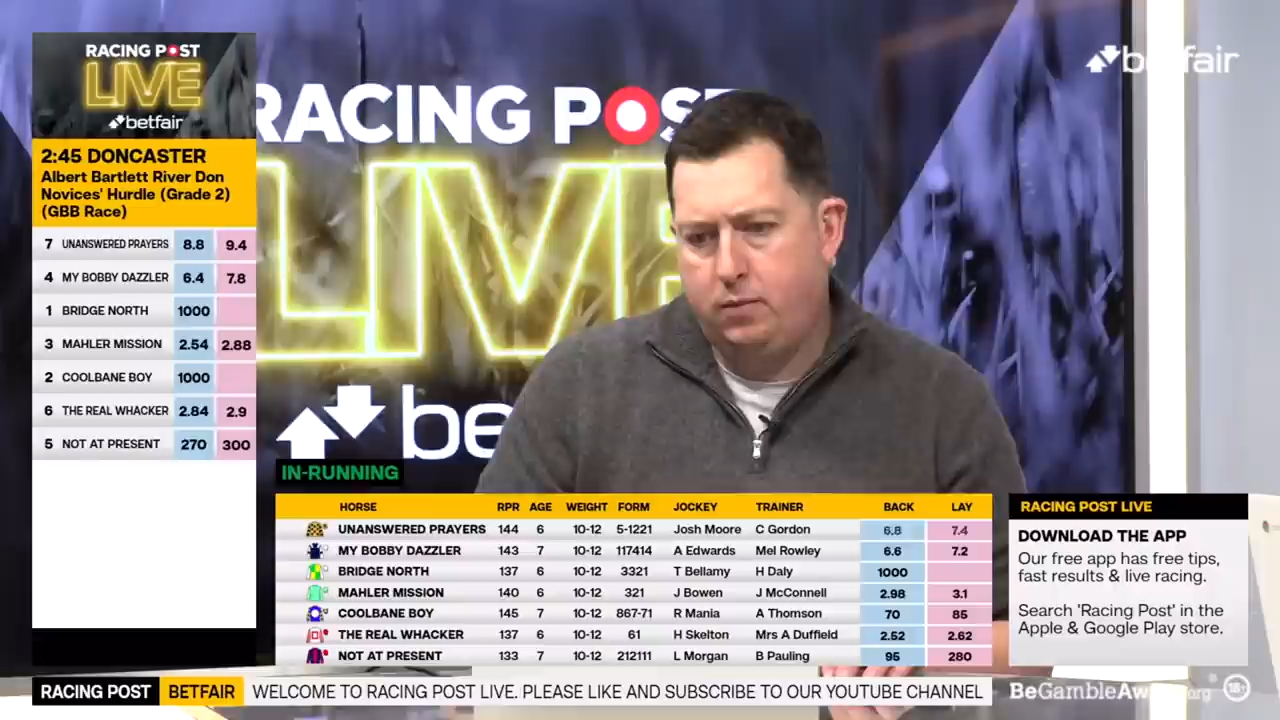 RACING POST
LIVE
betfair
2:45 DONCASTER
Albert Bartlett River Don
Novices' Hurdle (Grade 2)
(GBB Race)
7 UNANSWERED PRAYERS 8.8 9.4
4 MY BOBBY DAZZLER 6.4 7.8
1 BRIDGE NORTH 1000
3 MAHLER MISSION 2.54 2.88
2 COOLBANE BOY 1000
6 THE REAL WHACKER 2.84 2.9
5 NOT AT PRESENT 270 300
RACING POS
LIVE
be
betfair
IN-RUNNING
HORSE RPR AGE WEIGHT FORM JOCKEY TRAINER BACK LAY
UNANSWERED PRAYERS 144 6 10-12 5-1221 Josh Moore C Gordon 6.8 7.4
MY BOBBY DAZZLER 143 7 10-12 117414 A Edwards Mel Rowley 6.6 7.2
BRIDGE NORTH 137 6 10-12 3321 T Bellamy H Daly 1000
MAHLER MISSION 140 6 10-12 321 J Bowen J McConnell 2.98 3.1
COOLBANE BOY 145 7 10-12 867-71 R Mania A Thomson 70 85
THE REAL WHACKER 137 6 10-12 61 H Skelton Mrs A Duffield 2.52 2.62
NOT AT PRESENT 133 7 10-12 212111 L Morgan B Pauling 95 280
RACING POST LIVE
DOWNLOAD THE APP
Our free app has free tips,
fast results & live racing.
Search 'Racing Post' in the
Apple & Google Play store.
RACING POST BETFAIR WELCOME TO RACING POST LIVE. PLEASE LIKE AND SUBSCRIBE TO OUR YOUTUBE CHANNEL
BeGambleAware.org 18+